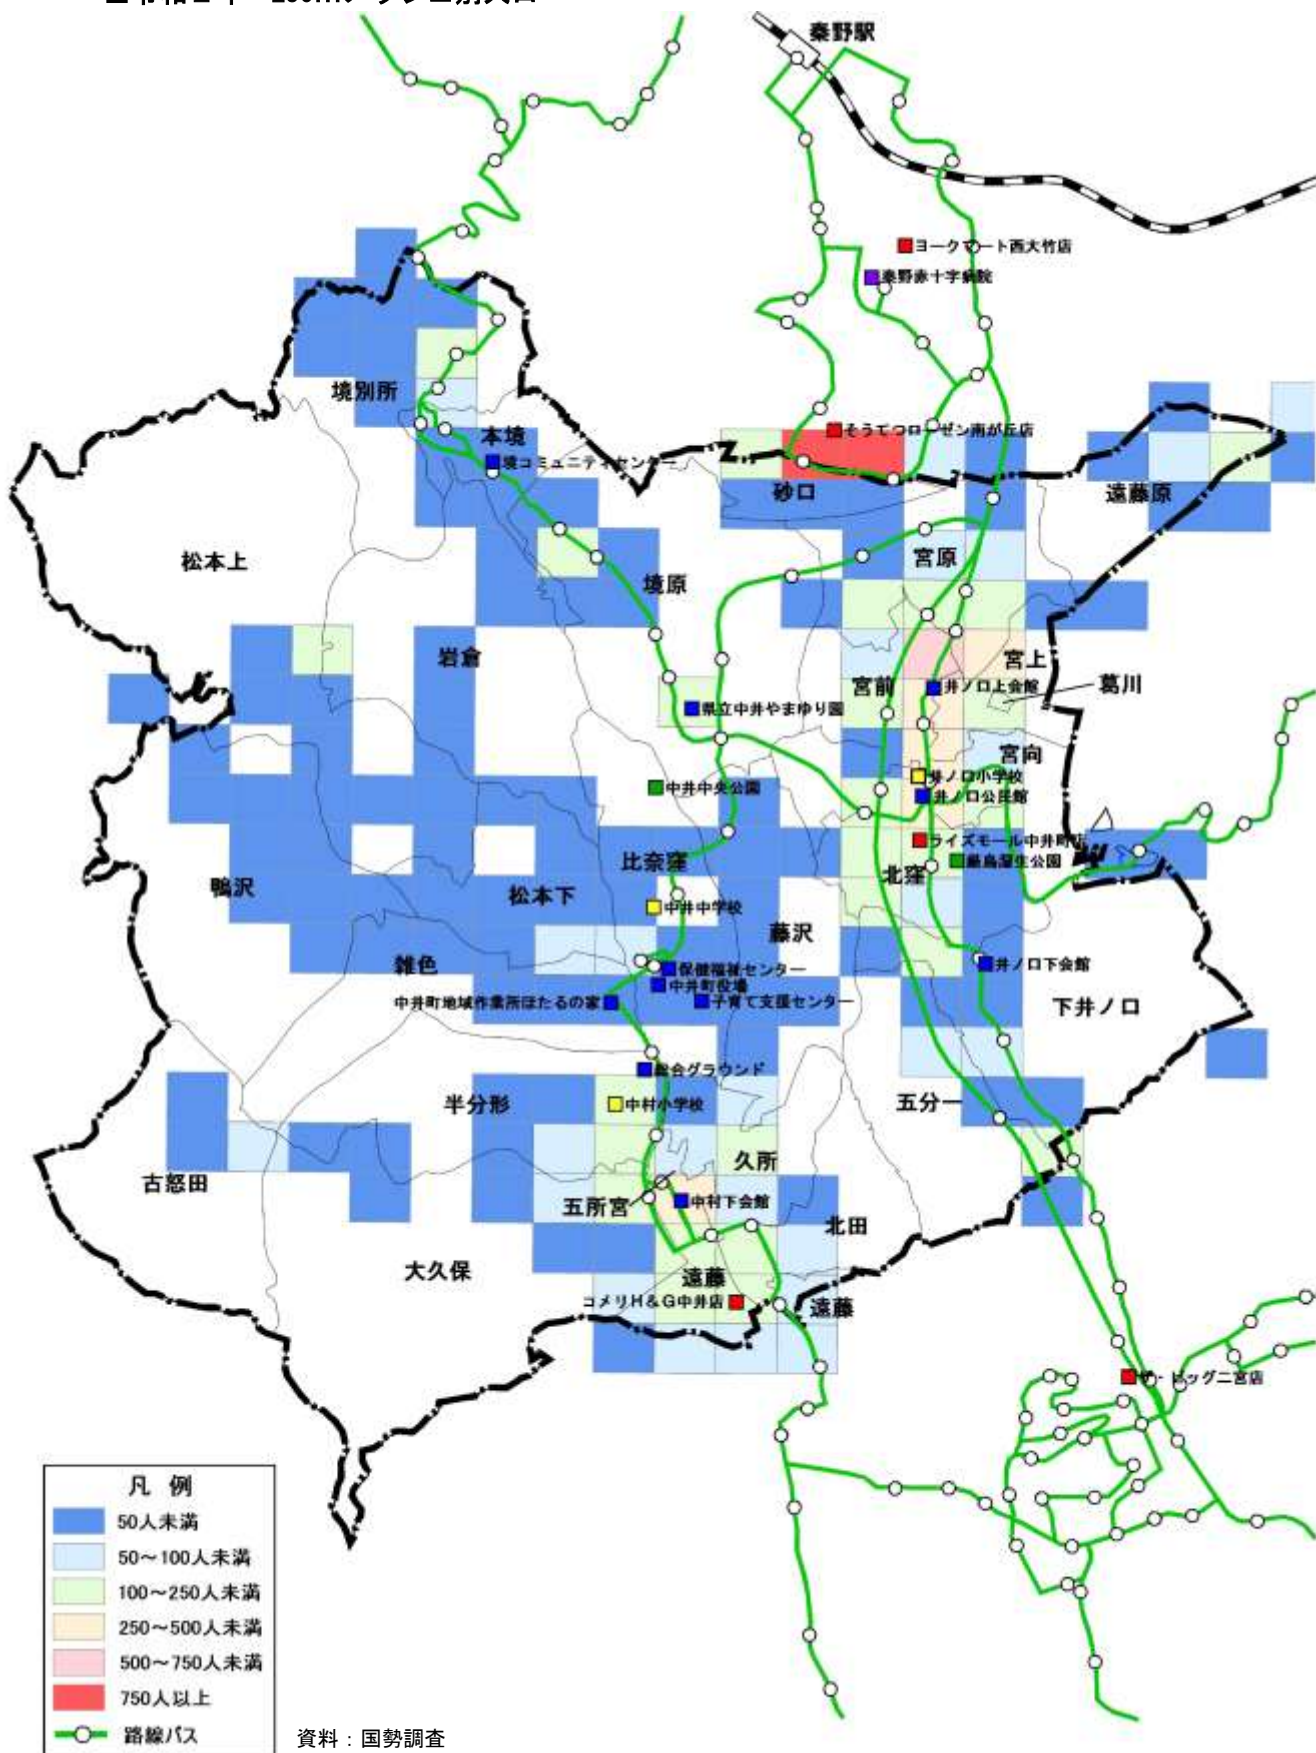 秦野駅
ヨークマート西大竹店
秦野赤十字病院
境別所
そうてつローゼン南が丘店
本境
境コミュニティセンター
砂口
遠藤原
松本上
宮原
境原
岩倉
宮上
宮前
井ノ口上会館
葛川
県立中井やまゆり園
宮向
井ノ口小学校
中井中央公園
井ノ口公民館
ライズモール中井町店
比奈窪
厳島湿生公園
北窪
鴨沢
松本下
中井中学校
藤沢
雑色
保健福祉センター
井ノ口下会館
中井町役場
中井町地域作業所ほたるの家
子育て支援センター
下井ノ口
総合グラウンド
半分形
中村小学校
五分一
久所
古怒田
五所宮
中村下会館
北田
大久保
遠藤
コメリH&G中井店
遠藤
ザ・ビッグ二宮店
凡 例
50人未満
50～100人未満
100～250人未満
250～500人未満
500～750人未満
750人以上
路線バス
資料：国勢調査